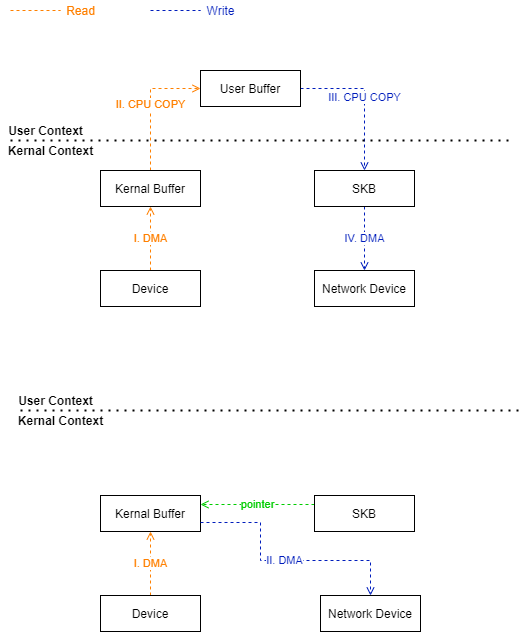 Read
Write
User Buffer
II. CPU COPY
III. CPU COPY
User Context
Kernal Context
Kernal Buffer
SKB
I. DMA
IV. DMA
Device
Network Device
User Context
Kernal Context
Kernal Buffer
pointer
SKB
I. DMA
II. DMA
Device
Network Device